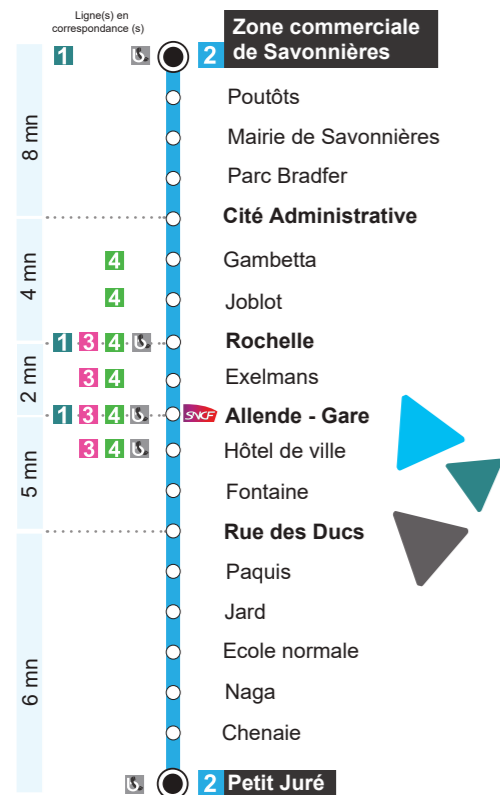 Ligne(s) en
correspondance (s)
1 2 Zone commerciale
de Savonnières
Poutôts
Mairie de Savonnières
8 mn
Parc Bradfer
Cité Administrative
4 Gambetta
4 mn
4 Joblot
1 3 4 Rochelle
2 mn
3 4 Exelmans
1 3 4 SNCF Allende - Gare
3 4 Hôtel de ville
5 mn
Fontaine
Rue des Ducs
Paquis
Jard
Ecole normale
6 mn
Naga
Chenaie
2 Petit Juré